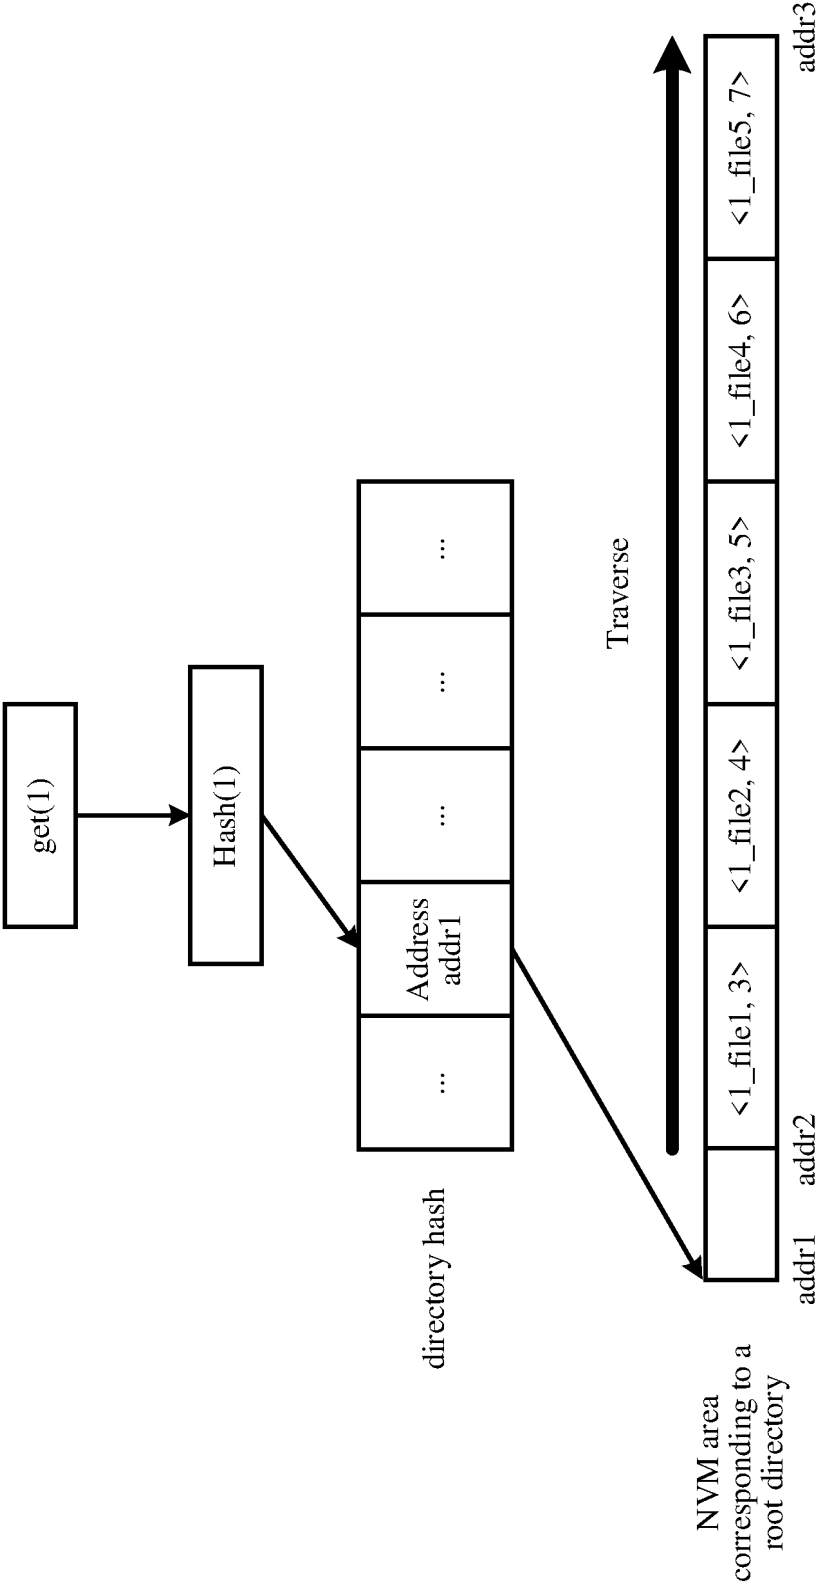 get(1)
Hash(1)
directory hash
...
Address
addr1
...
...
...
Traverse
NVM area
corresponding to a
root directory
<1_file1, 3>
<1_file2, 4>
<1_file3, 5>
<1_file4, 6>
<1_file5, 7>
addr1
addr2
addr3